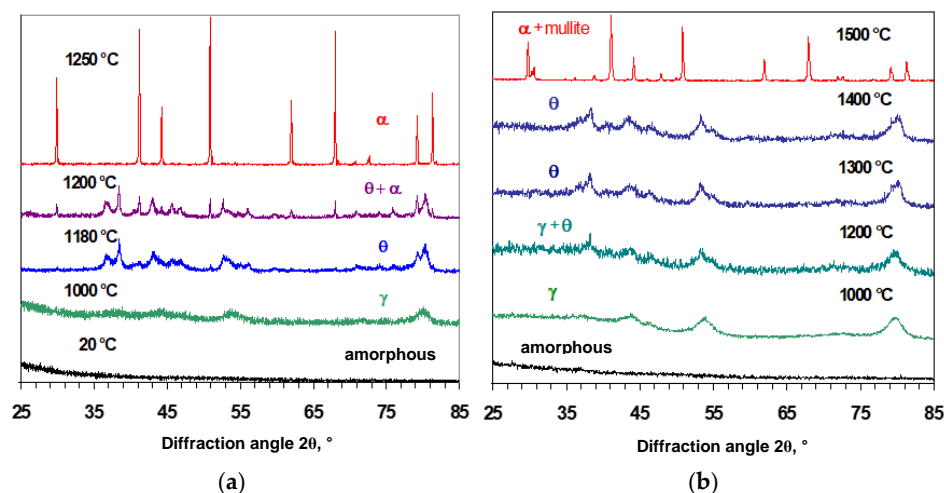 1250 °C
α
1200 °C
θ + α
1180 °C
θ
1000 °C
γ
20 °C
amorphous
25 35 45 55 65 75 85
Diffraction angle 2θ, °
(a)
α + mullite
1500 °C
θ
1400 °C
θ
1300 °C
γ + θ
1200 °C
γ
1000 °C
amorphous
25 35 45 55 65 75 85
Diffraction angle 2θ, °
(b)